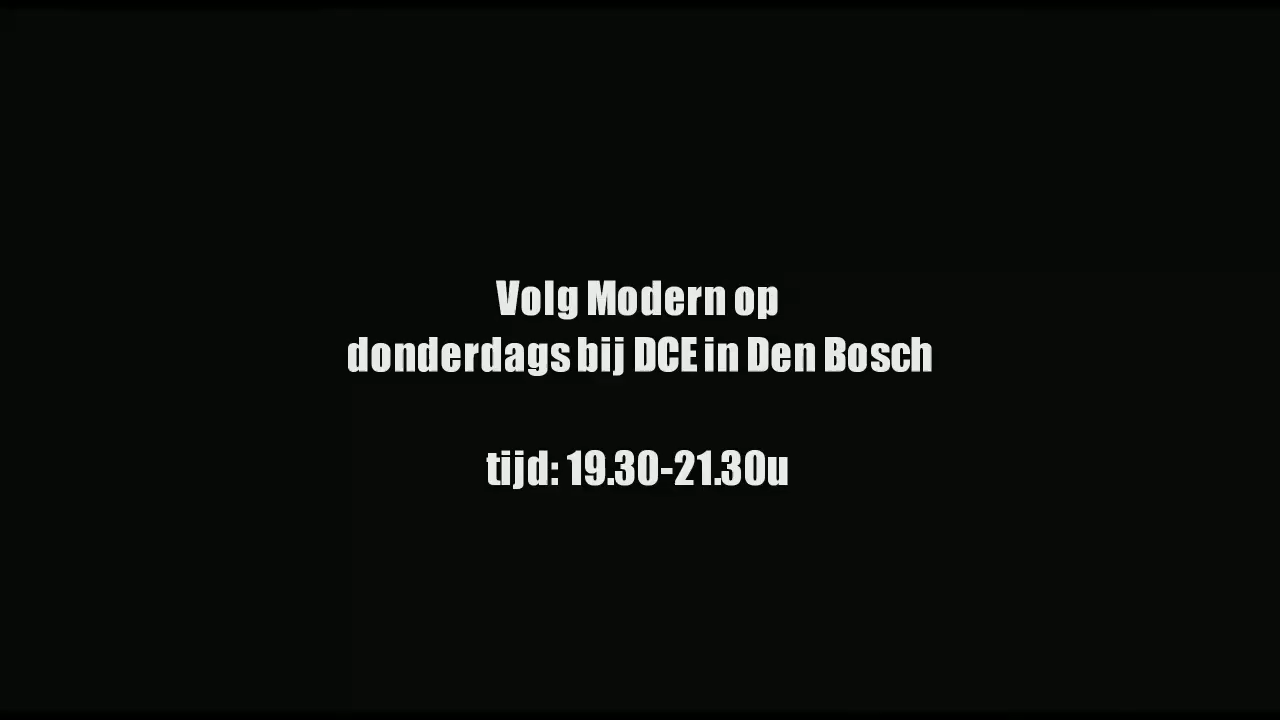 Volg Modern op
donderdags bij DCE in Den Bosch
tijd: 19.30-21.30u